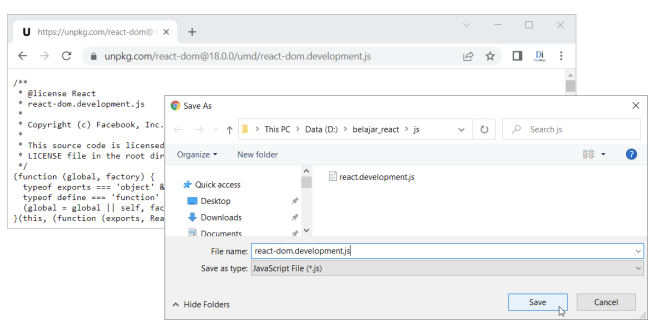 U https://unpkg.com/react-dom@1
unpkg.com/react-dom@18.0.0/umd/react-dom.development.js
/**
 * @license React
 * react-dom.development.js
 *
 * Copyright (c) Facebook, Inc.
 *
 * This source code is licensed
 * LICENSE file in the root dir
 */
(function (global, factory) {
  typeof exports === 'object' &
  typeof define === 'function'
  (global = global || self, fac
}(this, (function (exports, Rea
Save As
This PC > Data (D:) > belajar_react > js
Search js
Organize
New folder
Quick access
Desktop
Downloads
Documents
react.development.js
File name: react-dom.development.js
Save as type: JavaScript File (*.js)
Hide Folders
Save
Cancel